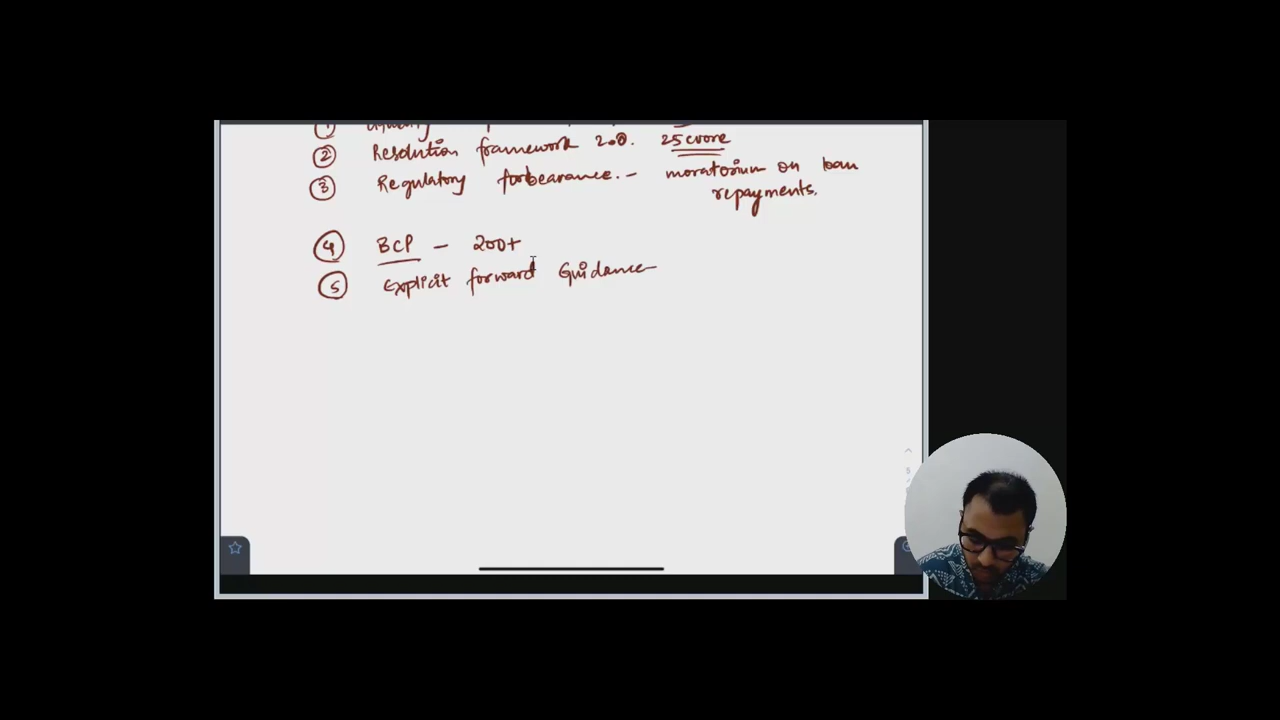 ②   Resolution framework 2.0.   25 crore
③   Regulatory forbearance. – moratorium on loan
repayments.
④   BCP – 200+
⑤   Explicit forward Guidance